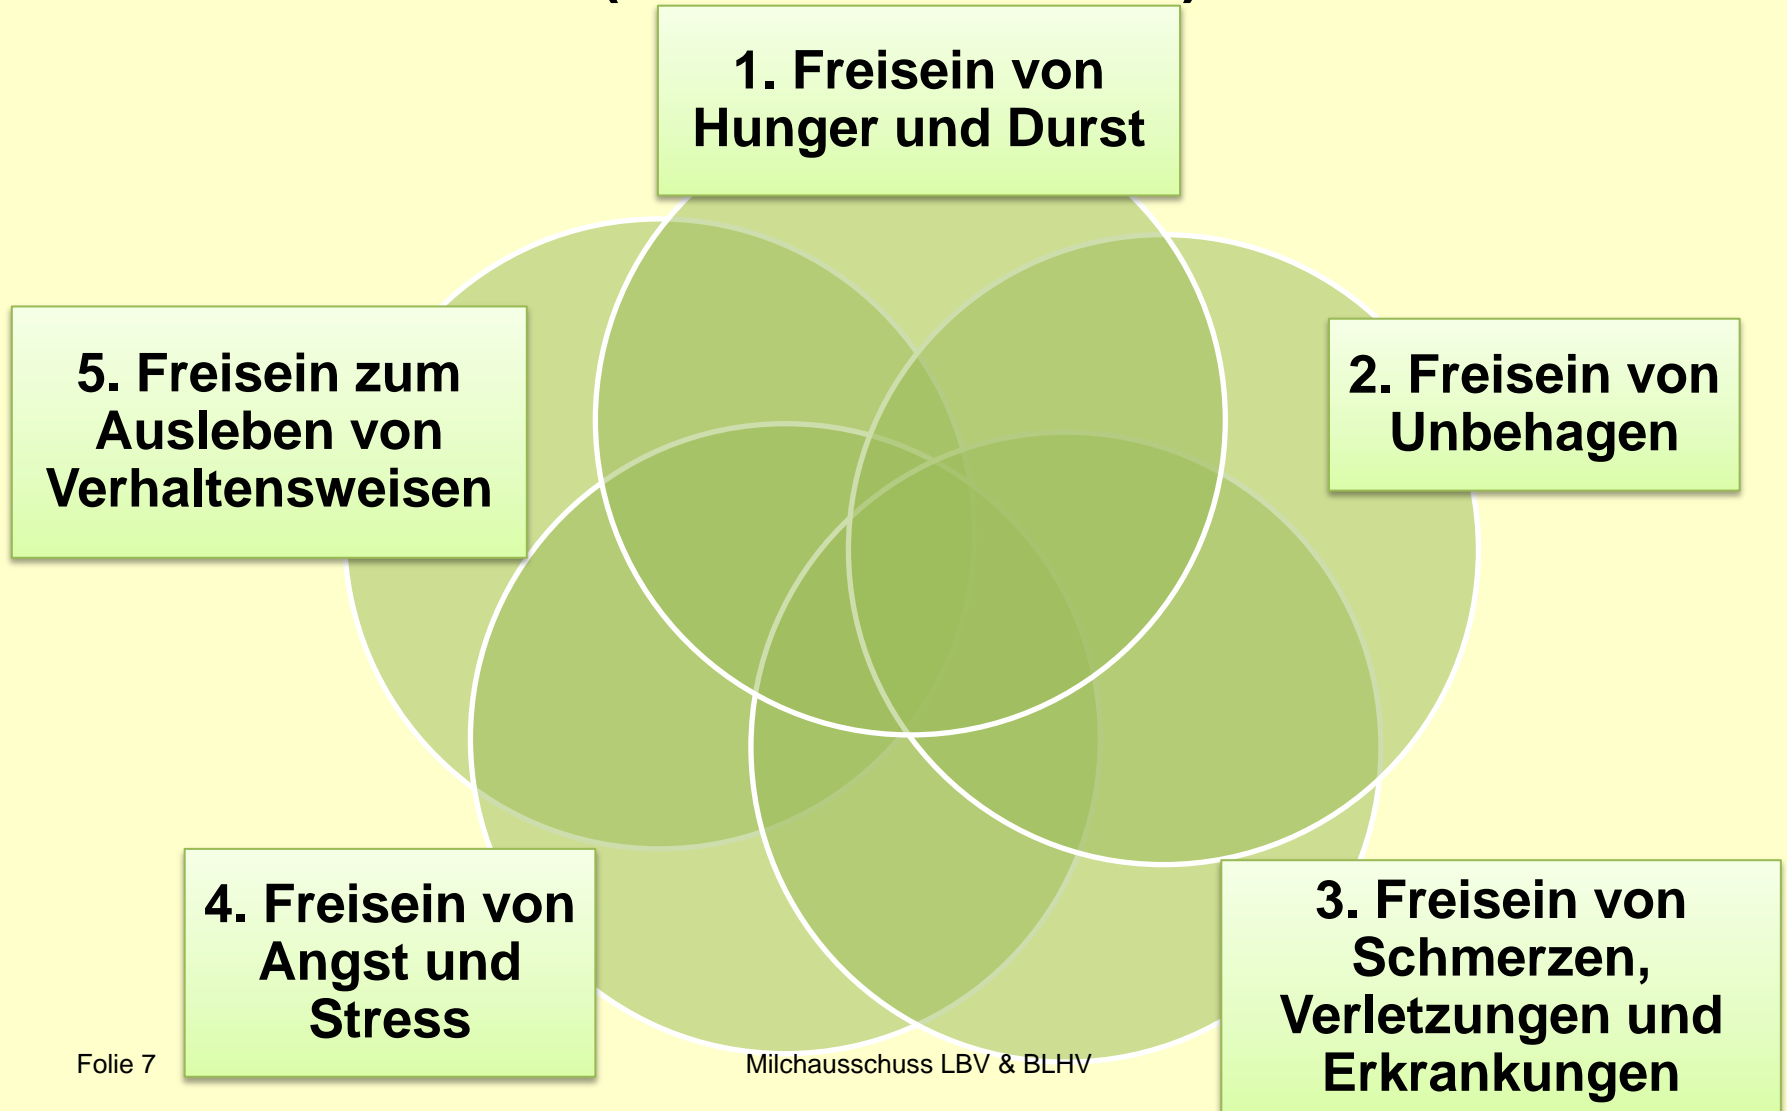 1. Freisein von
Hunger und Durst
2. Freisein von
Unbehagen
3. Freisein von
Schmerzen,
Verletzungen und
Erkrankungen
4. Freisein von
Angst und
Stress
5. Freisein zum
Ausleben von
Verhaltensweisen
Folie 7
Milchausschuss LBV & BLHV